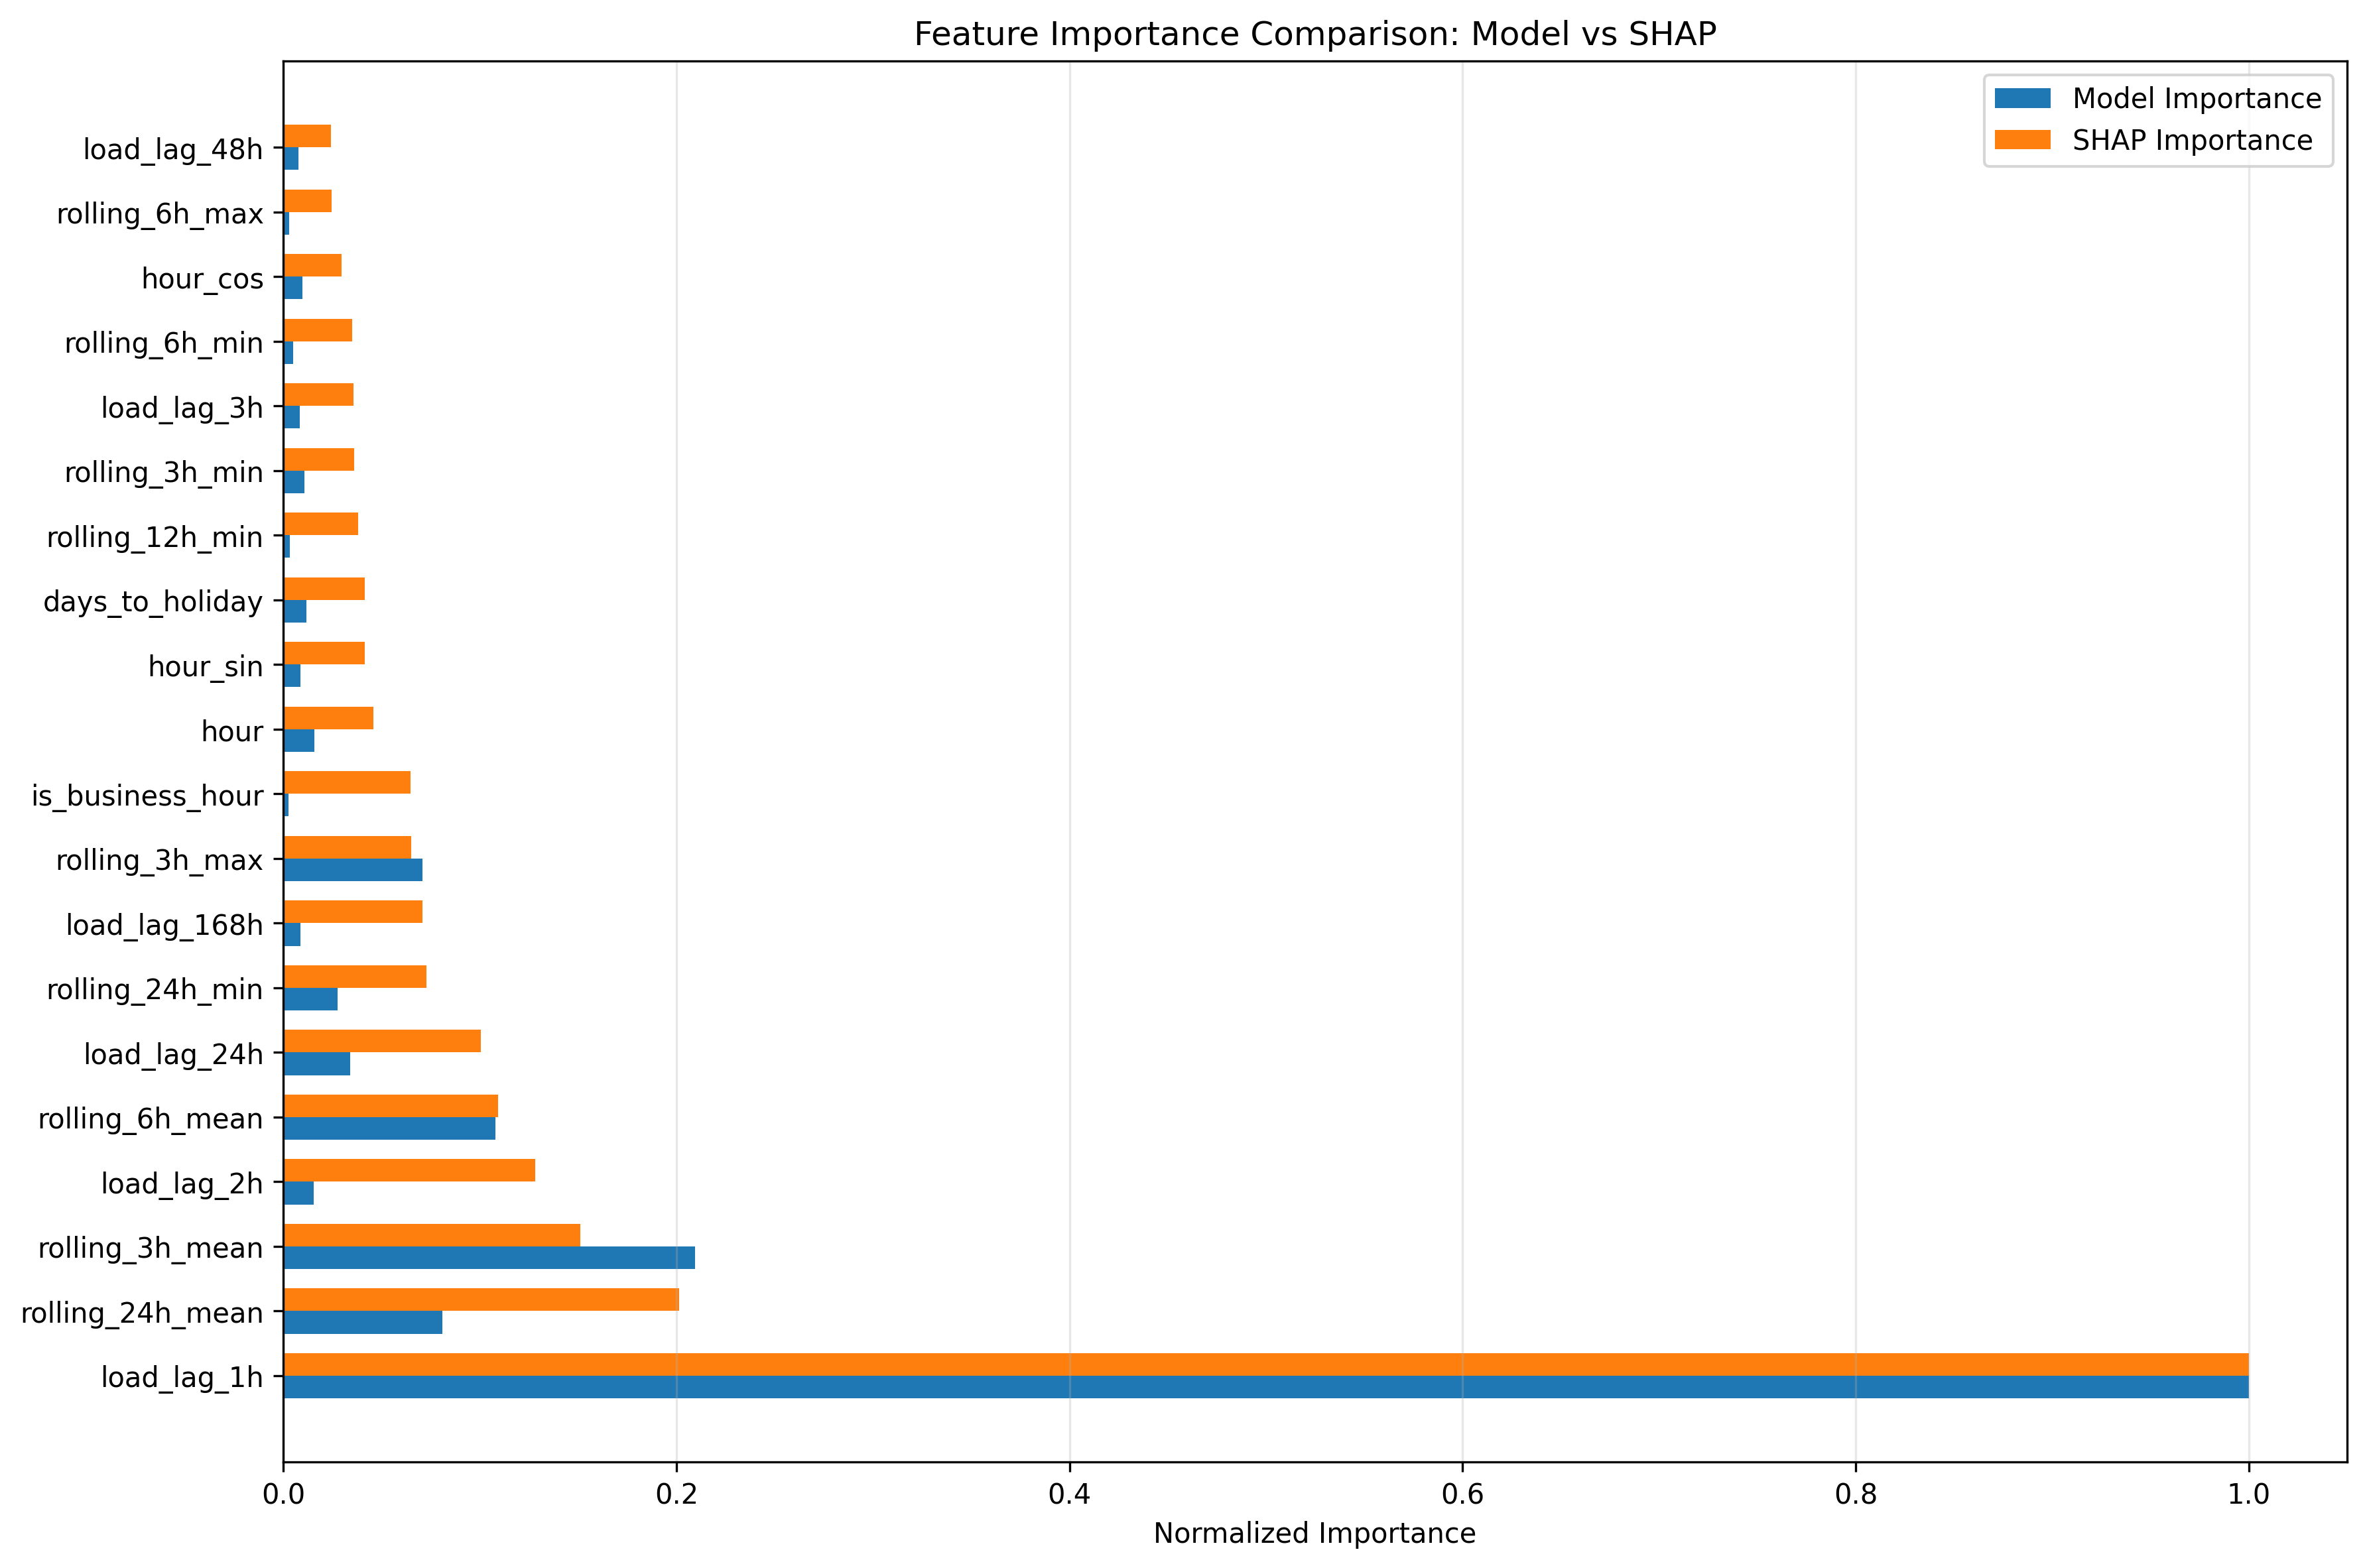 Feature Importance Comparison: Model vs SHAP
Model Importance
SHAP Importance
load_lag_48h
rolling_6h_max
hour_cos
rolling_6h_min
load_lag_3h
rolling_3h_min
rolling_12h_min
days_to_holiday
hour_sin
hour
is_business_hour
rolling_3h_max
load_lag_168h
rolling_24h_min
load_lag_24h
rolling_6h_mean
load_lag_2h
rolling_3h_mean
rolling_24h_mean
load_lag_1h
0.0 0.2 0.4 0.6 0.8 1.0
Normalized Importance